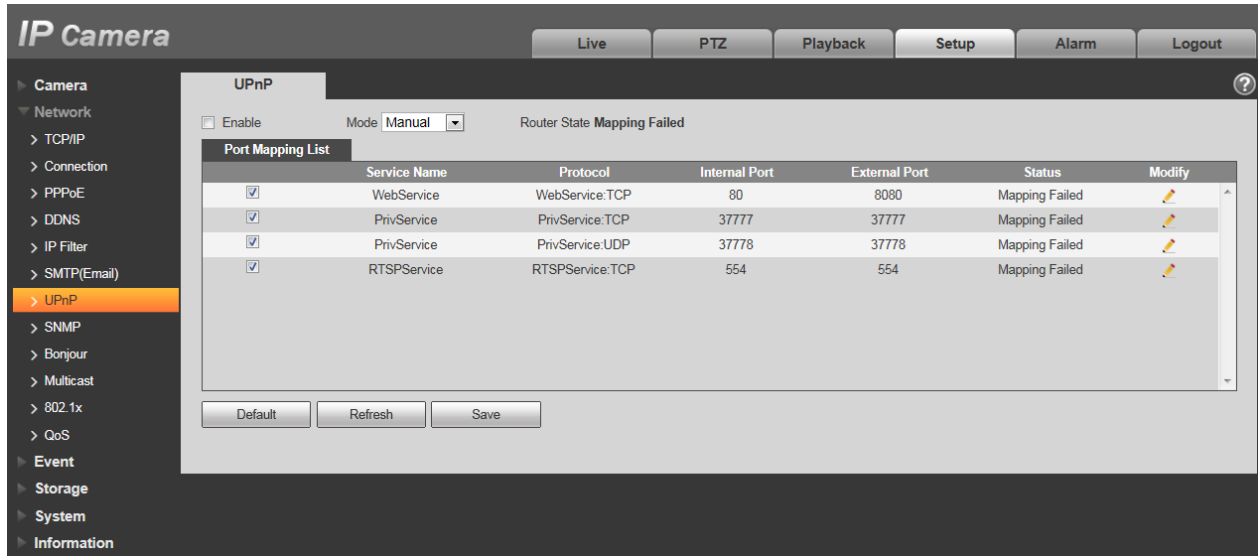 IP Camera
Live PTZ Playback Setup Alarm Logout
Camera
Network
> TCP/IP
> Connection
> PPPoE
> DDNS
> IP Filter
> SMTP(Email)
> UPnP
> SNMP
> Bonjour
> Multicast
> 802.1x
> QoS
Event
Storage
System
Information
UPnP ?
Enable Mode Manual Router State Mapping Failed
Port Mapping List
Service Name Protocol Internal Port External Port Status Modify
WebService WebService:TCP 80 8080 Mapping Failed
PrivService PrivService:TCP 37777 37777 Mapping Failed
PrivService PrivService:UDP 37778 37778 Mapping Failed
RTSPService RTSPService:TCP 554 554 Mapping Failed
Default Refresh Save